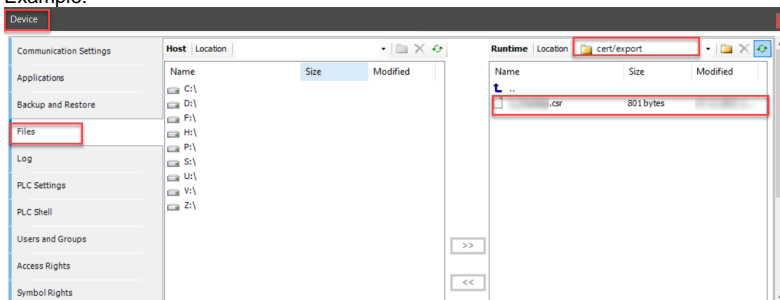 Example:
Device
Communication Settings
Applications
Backup and Restore
Files
Log
PLC Settings
PLC Shell
Users and Groups
Access Rights
Symbol Rights
Host Location
Name Size Modified
C:\
D:\
F:\
H:\
P:\
S:\
U:\
V:\
Z:\
>>
<<
Runtime Location cert/export
Name Size Modified
..
.csr 801 bytes